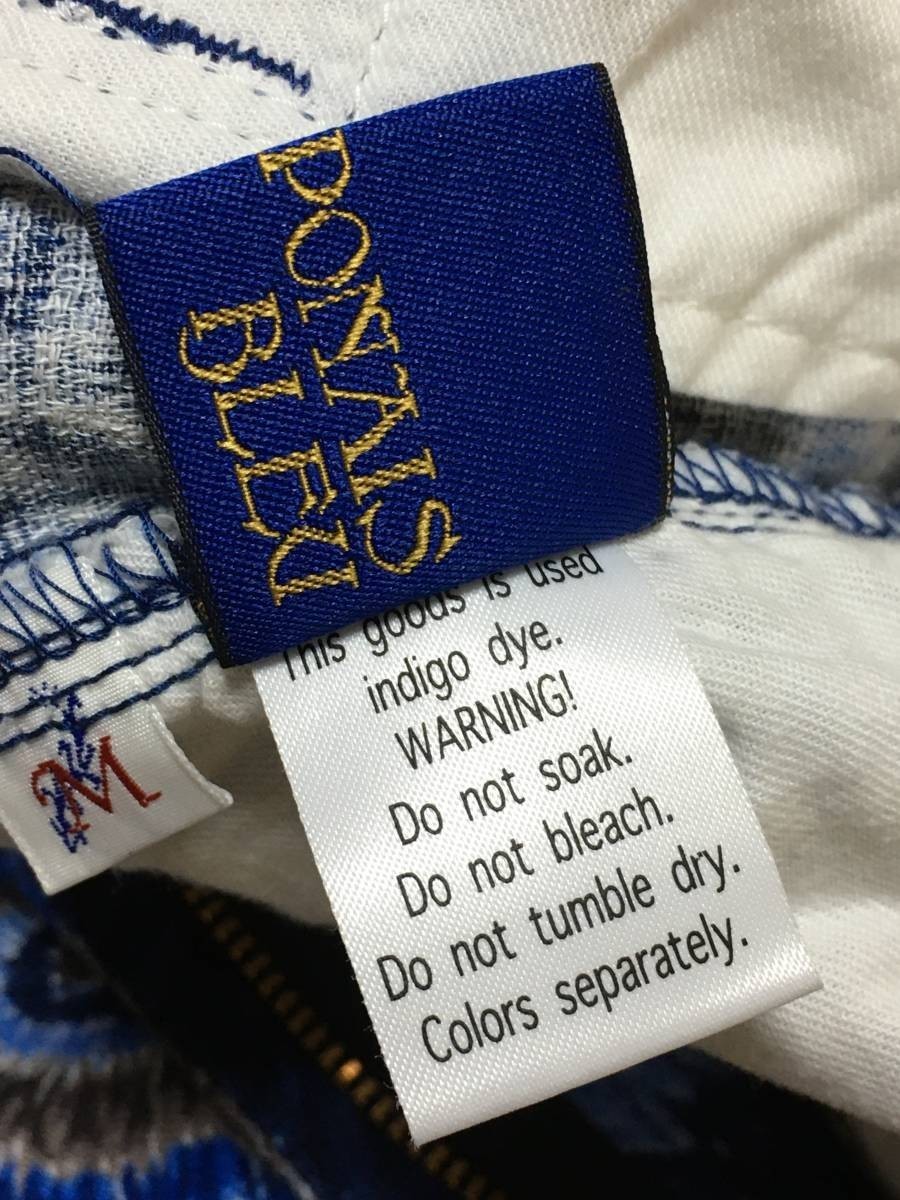 PONAIS
BLEU
This goods is used
indigo dye.
WARNING!
Do not soak.
Do not bleach.
Do not tumble dry.
Colors separately.
M